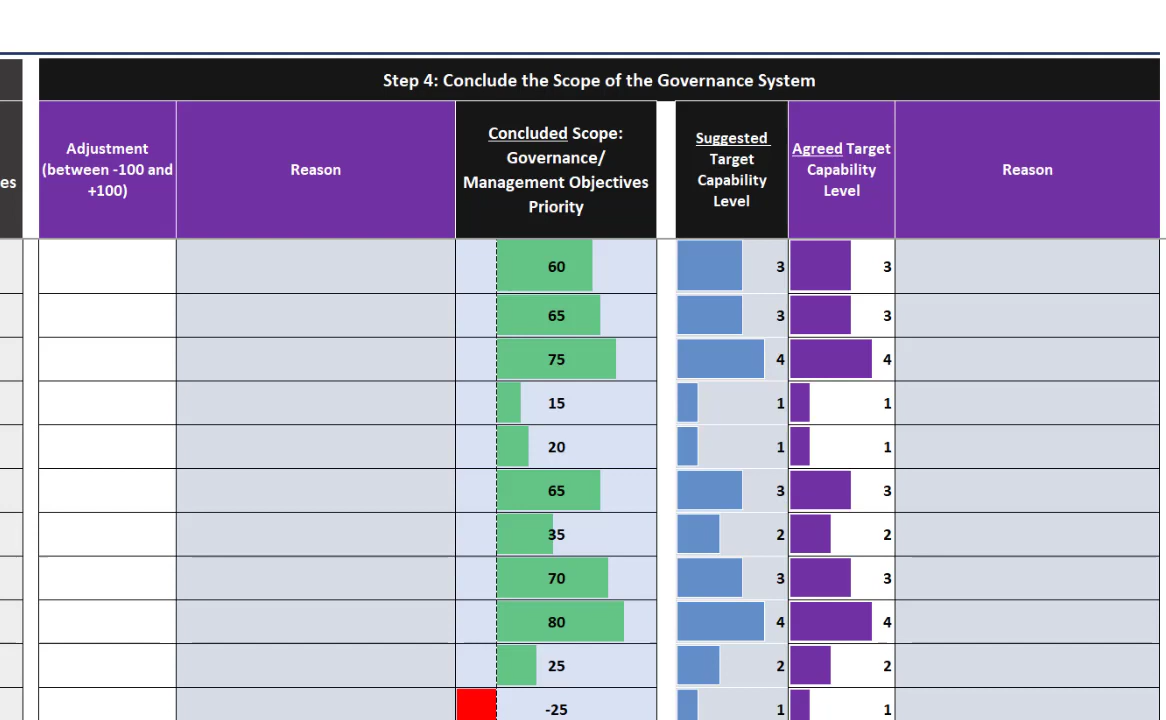 Step 4: Conclude the Scope of the Governance System
es
Adjustment
(between -100 and
+100)
Reason
Concluded Scope:
Governance/
Management Objectives
Priority
Suggested
Target
Capability
Level
Agreed Target
Capability
Level
Reason
60 3 3
65 3 3
75 4 4
15 1 1
20 1 1
65 3 3
35 2 2
70 3 3
80 4 4
25 2 2
-25 1 1